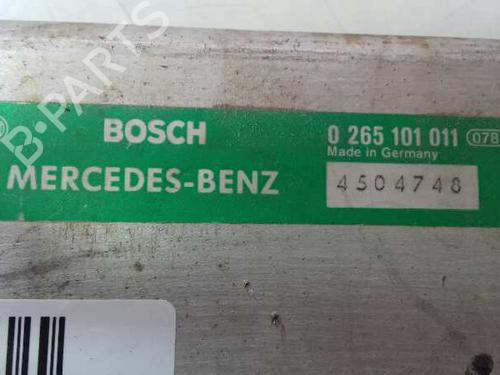 BOSCH
0 265 101 011 078
Made in Germany
MERCEDES-BENZ
4504748
B-PARTS